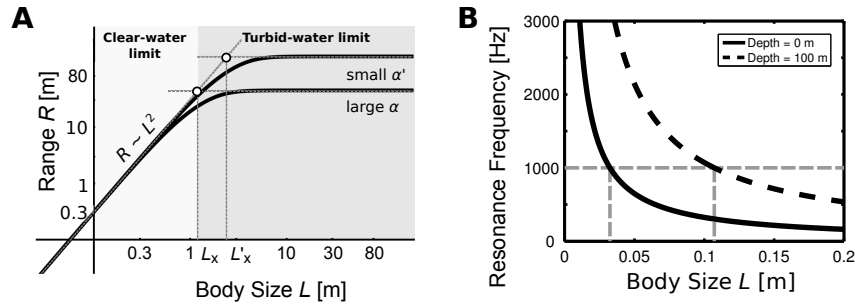 A
Clear-water
limit
Turbid-water limit
small α'
large α
R ~ L²
Range R [m]
80
10
1
0.3
0.3
1
Lx
L'x
10
30
80
Body Size L [m]
B
Resonance Frequency [Hz]
3000
2000
1000
0
Depth = 0 m
Depth = 100 m
0
0.05
0.1
0.15
0.2
Body Size L [m]